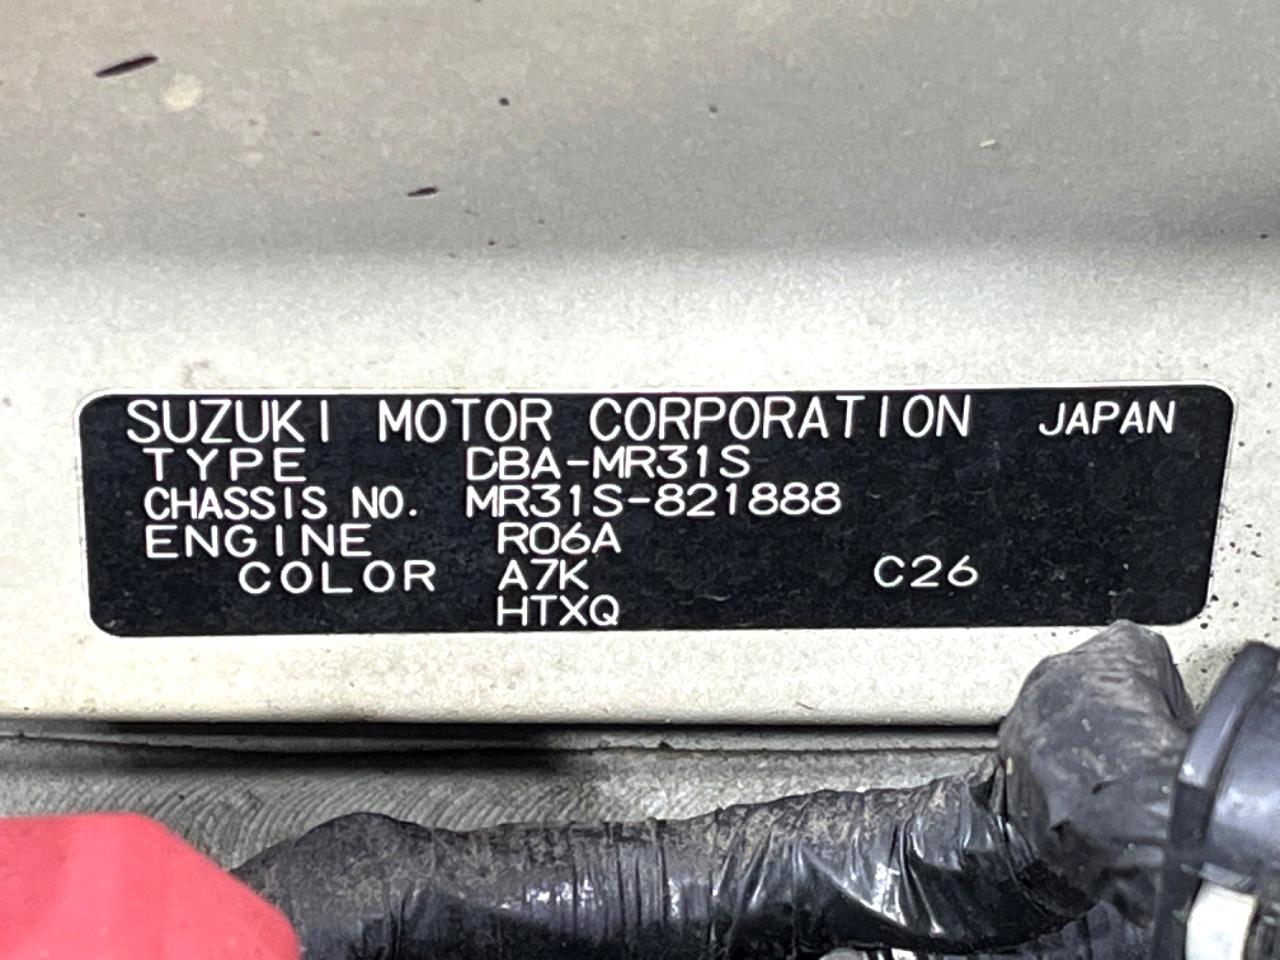 SUZUKI MOTOR CORPORATION JAPAN
TYPE DBA-MR31S
CHASSIS NO. MR31S-821888
ENGINE R06A
COLOR A7K C26
HTXQ